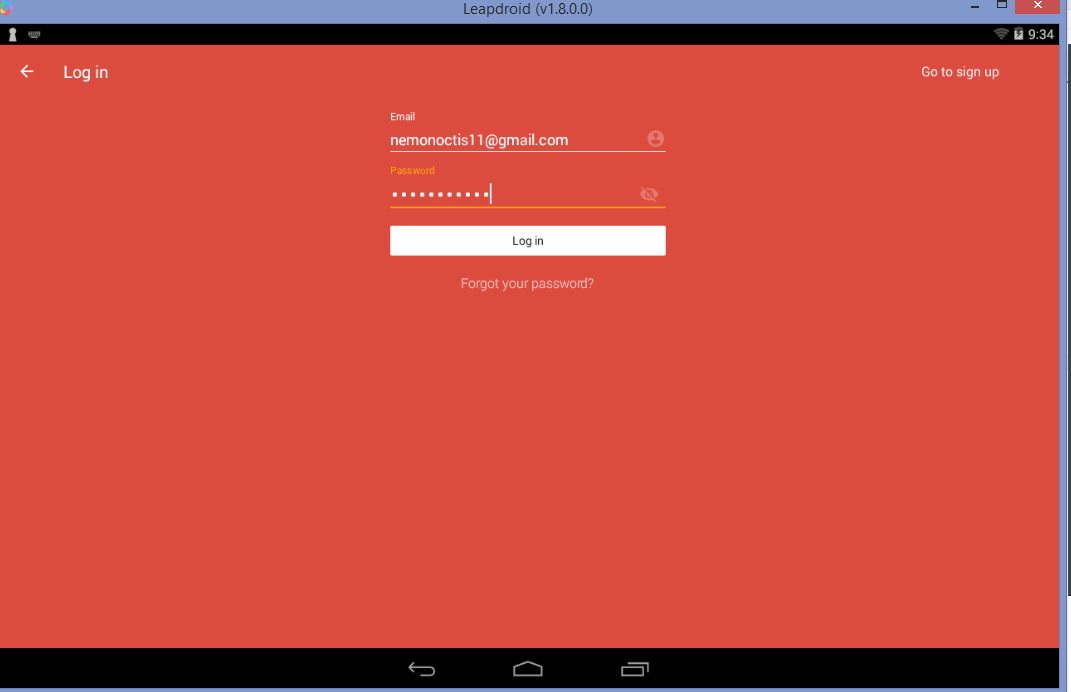 Leapdroid (v1.8.0.0)
9:34
Log in
Go to sign up
Email
nemonoctis11@gmail.com
Password
Log in
Forgot your password?